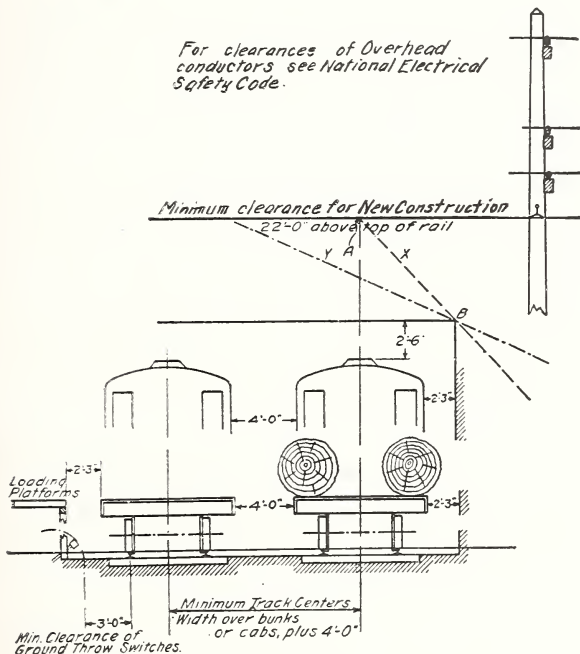 For clearances of Overhead
conductors see National Electrical
Safety Code.
Minimum clearance for New Construction
22'-0" above top of rail
A
Y
X
B
2'-6"
2'-3"
4'-0"
2'-3"
Loading
Platforms
4'-0"
2'-3"
3'-0"
Minimum Track Centers
Width over bunks
or cabs, plus 4'-0"
Min. Clearance of
Ground Throw Switches.